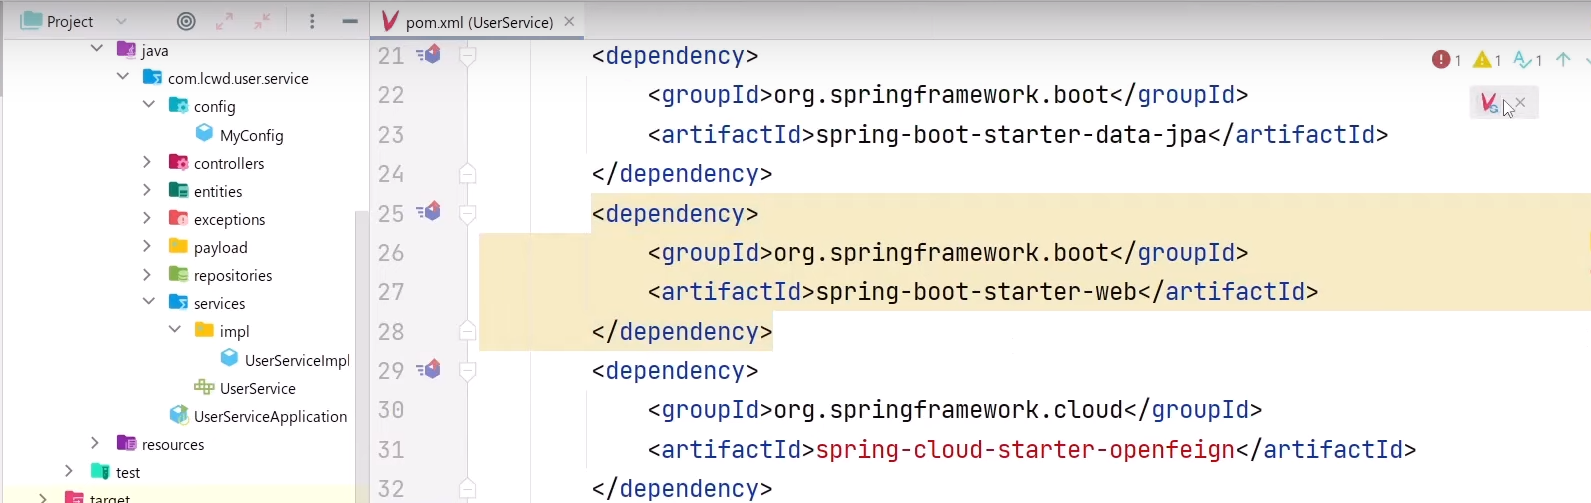 Project
pom.xml (UserService)
java
com.lcwd.user.service
config
MyConfig
controllers
entities
exceptions
payload
repositories
services
impl
UserServiceImpl
UserService
UserServiceApplication
resources
test
target
21 <dependency>
22 <groupId>org.springframework.boot</groupId>
23 <artifactId>spring-boot-starter-data-jpa</artifactId>
24 </dependency>
25 <dependency>
26 <groupId>org.springframework.boot</groupId>
27 <artifactId>spring-boot-starter-web</artifactId>
28 </dependency>
29 <dependency>
30 <groupId>org.springframework.cloud</groupId>
31 <artifactId>spring-cloud-starter-openfeign</artifactId>
32 </dependency>
1 1 1